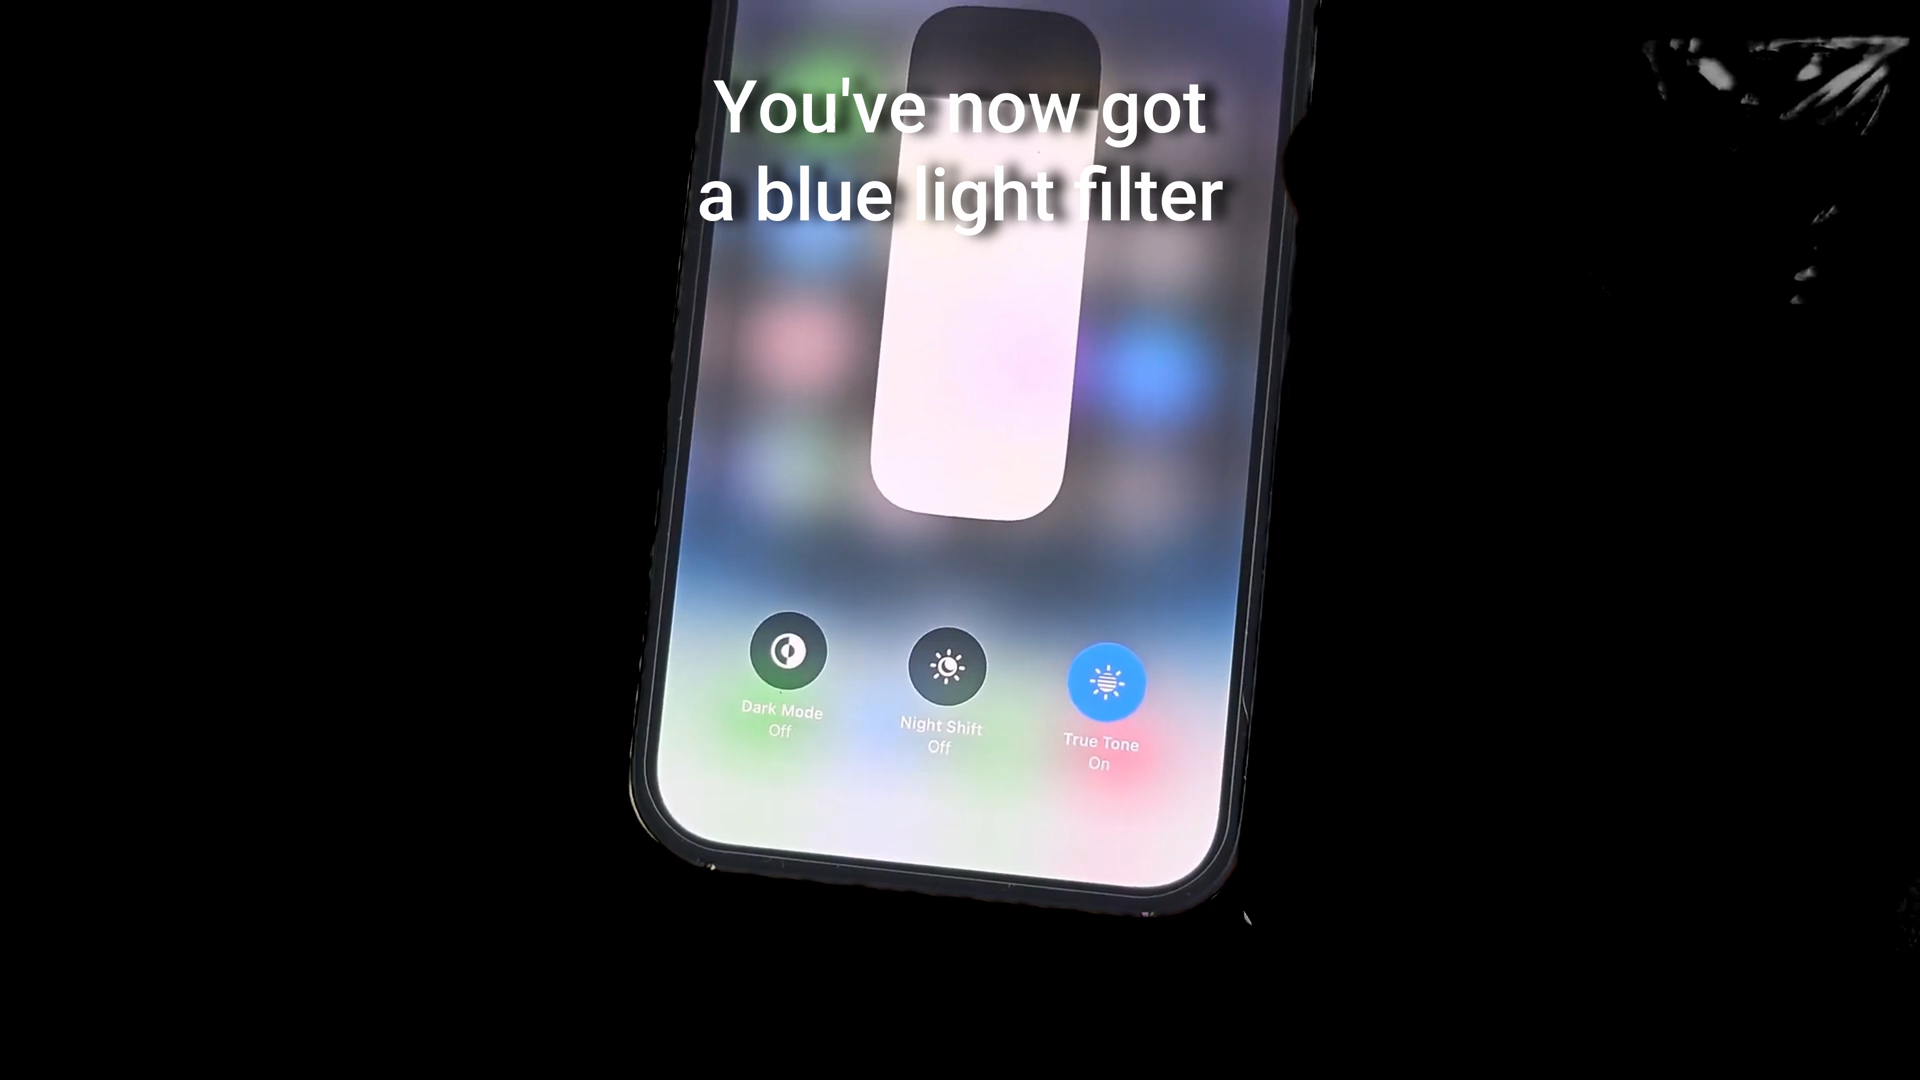 You've now got
a blue light filter
Dark Mode
Off
Night Shift
Off
True Tone
On